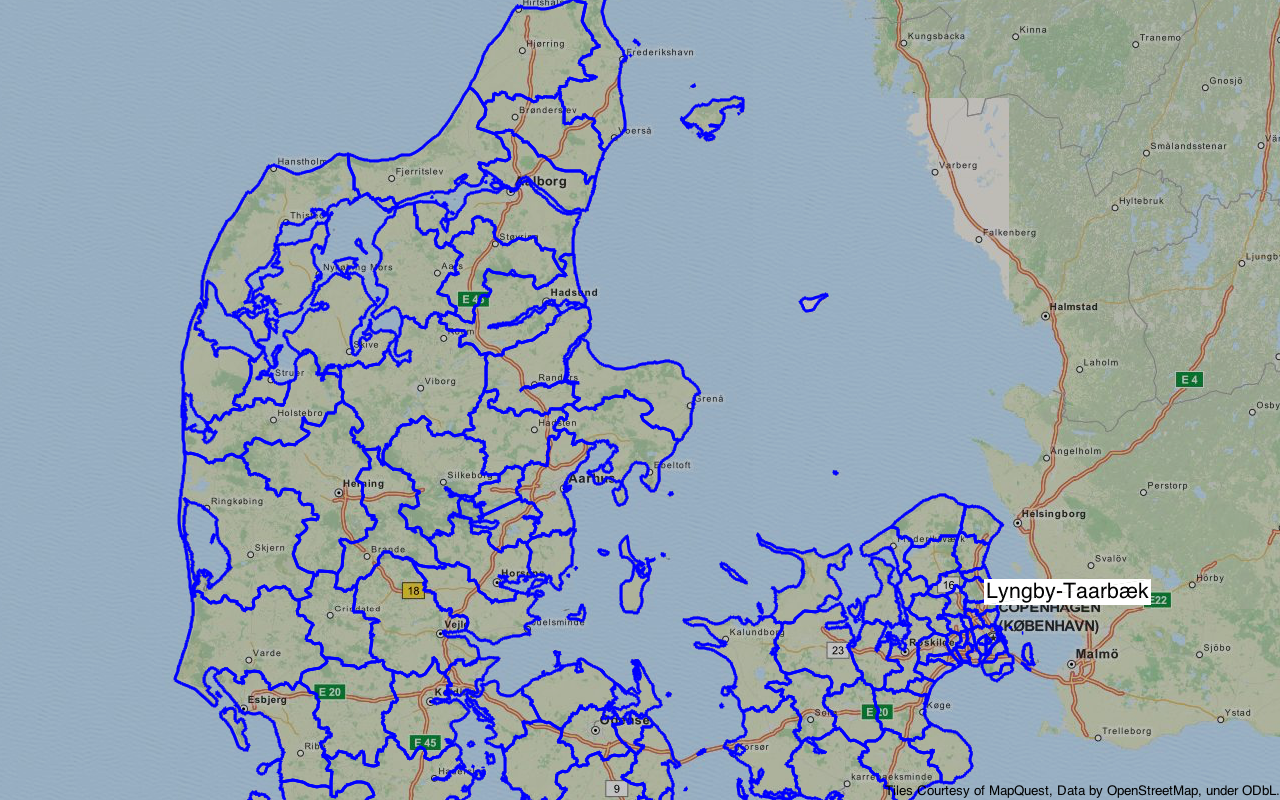 Hirtshals
Kungsbacka
Kinna
Tranemo
Hjørring
Frederikshavn
Gnosjö
Brønderslev
Voerså
Smålandsstenar
Hanstholm
Fjerritslev
Varberg
Aalborg
Hyltebruk
Thisted
Støvring
Falkenberg
Nykøbing Mors
Aars
Ljungby
E 45
Hadsund
Halmstad
Skive
Laholm
Struer
Viborg
Randers
E 4
Grenå
Holstebro
Hadsten
Osby
Ängelholm
Ebeltoft
Silkeborg
Aarhus
Herning
Perstorp
Ringkøbing
Helsingborg
Skjern
Brande
Frederiksværk
Svalöv
Horsens
18
16
Hörby
Lyngby-Taarbæk
E22
COPENHAGEN
(KØBENHAVN)
Grindsted
Juelsminde
Vejle
Kalundborg
Roskilde
23
Sjöbo
Varde
Malmö
E 20
Esbjerg
Kolding
Køge
Sorø
E 20
Ystad
Odense
Trelleborg
E 45
Ribe
Korsør
Haderslev
karrebæksminde
9
Tiles Courtesy of MapQuest, Data by OpenStreetMap, under ODbL.